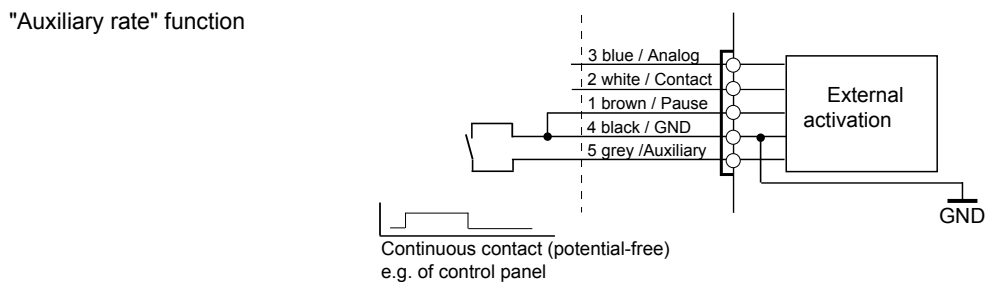 "Auxiliary rate" function
3 blue / Analog
2 white / Contact
1 brown / Pause
4 black / GND
5 grey /Auxiliary
External
activation
GND
Continuous contact (potential-free)
e.g. of control panel